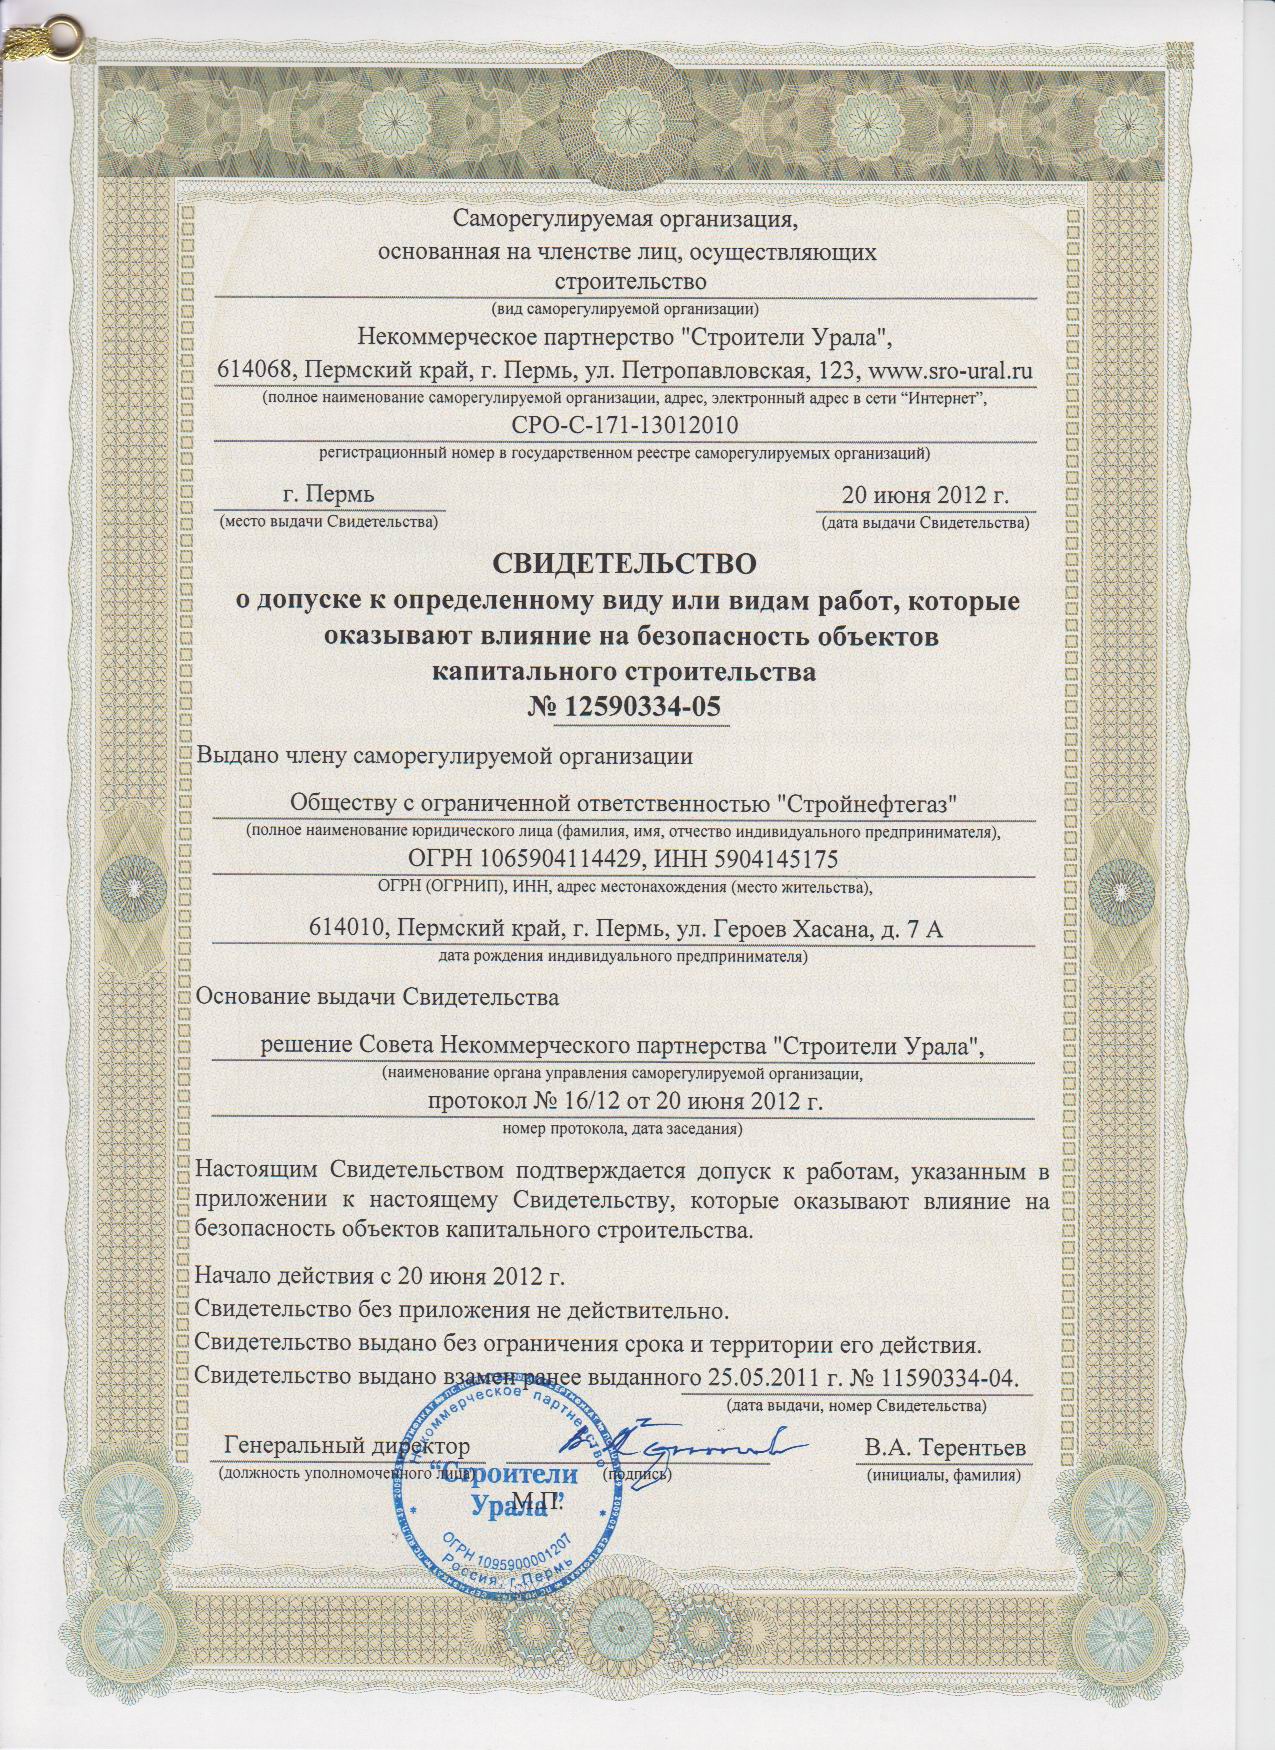 Саморегулируемая организация,
основанная на членстве лиц, осуществляющих
строительство
(вид саморегулируемой организации)
Некоммерческое партнерство "Строители Урала",
614068, Пермский край, г. Пермь, ул. Петропавловская, 123, www.sro-ural.ru
(полное наименование саморегулируемой организации, адрес, электронный адрес в сети “Интернет”,
СРО-С-171-13012010
регистрационный номер в государственном реестре саморегулируемых организаций)
г. Пермь
20 июня 2012 г.
(место выдачи Свидетельства)
(дата выдачи Свидетельства)
СВИДЕТЕЛЬСТВО
о допуске к определенному виду или видам работ, которые
оказывают влияние на безопасность объектов
капитального строительства
№ 12590334-05
Выдано члену саморегулируемой организации
Обществу с ограниченной ответственностью "Стройнефтегаз"
(полное наименование юридического лица (фамилия, имя, отчество индивидуального предпринимателя),
ОГРН 1065904114429, ИНН 5904145175
ОГРН (ОГРНИП), ИНН, адрес местонахождения (место жительства),
614010, Пермский край, г. Пермь, ул. Героев Хасана, д. 7 А
дата рождения индивидуального предпринимателя)
Основание выдачи Свидетельства
решение Совета Некоммерческого партнерства "Строители Урала",
(наименование органа управления саморегулируемой организации,
протокол № 16/12 от 20 июня 2012 г.
номер протокола, дата заседания)
Настоящим Свидетельством подтверждается допуск к работам, указанным в
приложении к настоящему Свидетельству, которые оказывают влияние на
безопасность объектов капитального строительства.
Начало действия с 20 июня 2012 г.
Свидетельство без приложения не действительно.
Свидетельство выдано без ограничения срока и территории его действия.
Свидетельство выдано взамен ранее выданного 25.05.2011 г. № 11590334-04.
(дата выдачи, номер Свидетельства)
Генеральный директор
В.А. Терентьев
(должность уполномоченного лица)
(подпись)
(инициалы, фамилия)
М.П.
Некоммерческое партнерство
“Строители
Урала”
ОГРН 1095900001207
Россия, г.Пермь